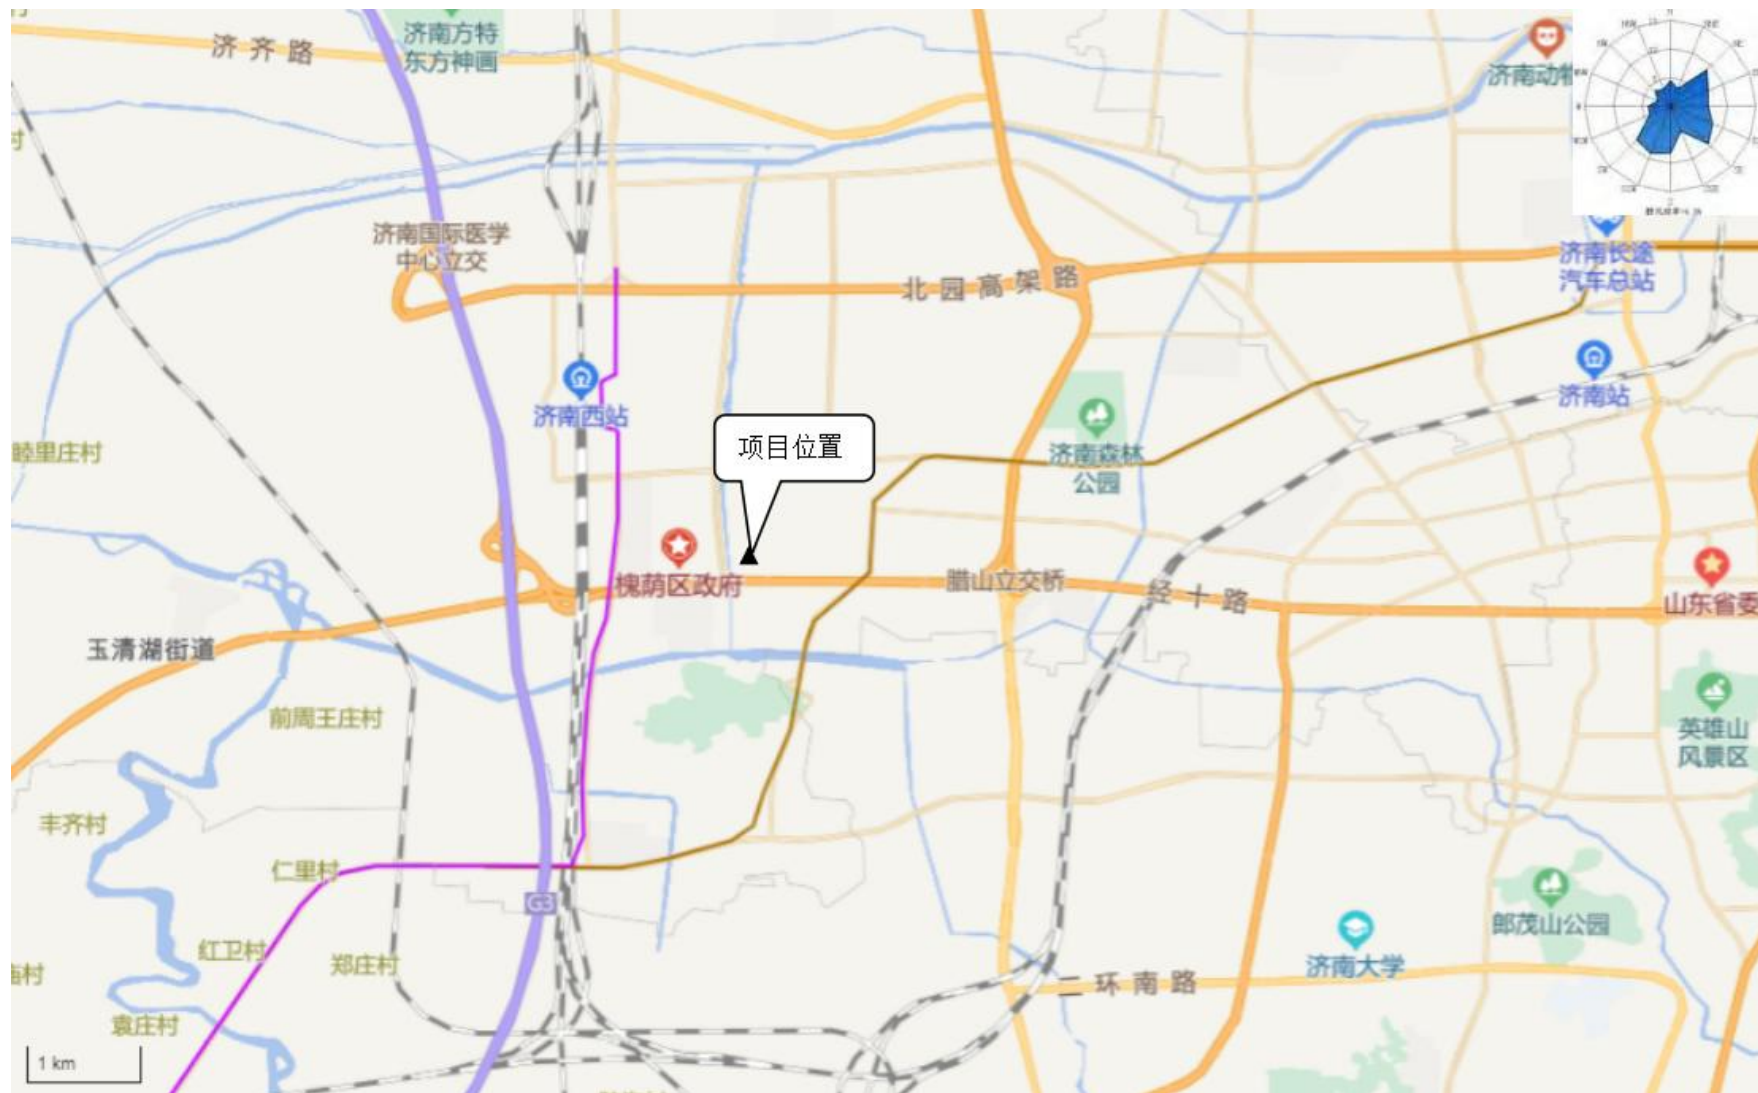 济南方特
东方神画
济齐路
济南动
济南国际医学
中心立交
北园高架路
济南长途
汽车总站
济南站
济南西站
项目位置
济南森林
公园
睦里庄村
槐荫区政府
腊山立交桥
经十路
山东省委
玉清湖街道
前周王庄村
英雄山
风景区
丰齐村
仁里村
G3
郎茂山公园
红卫村
郑庄村
济南大学
二环南路
袁庄村
1 km